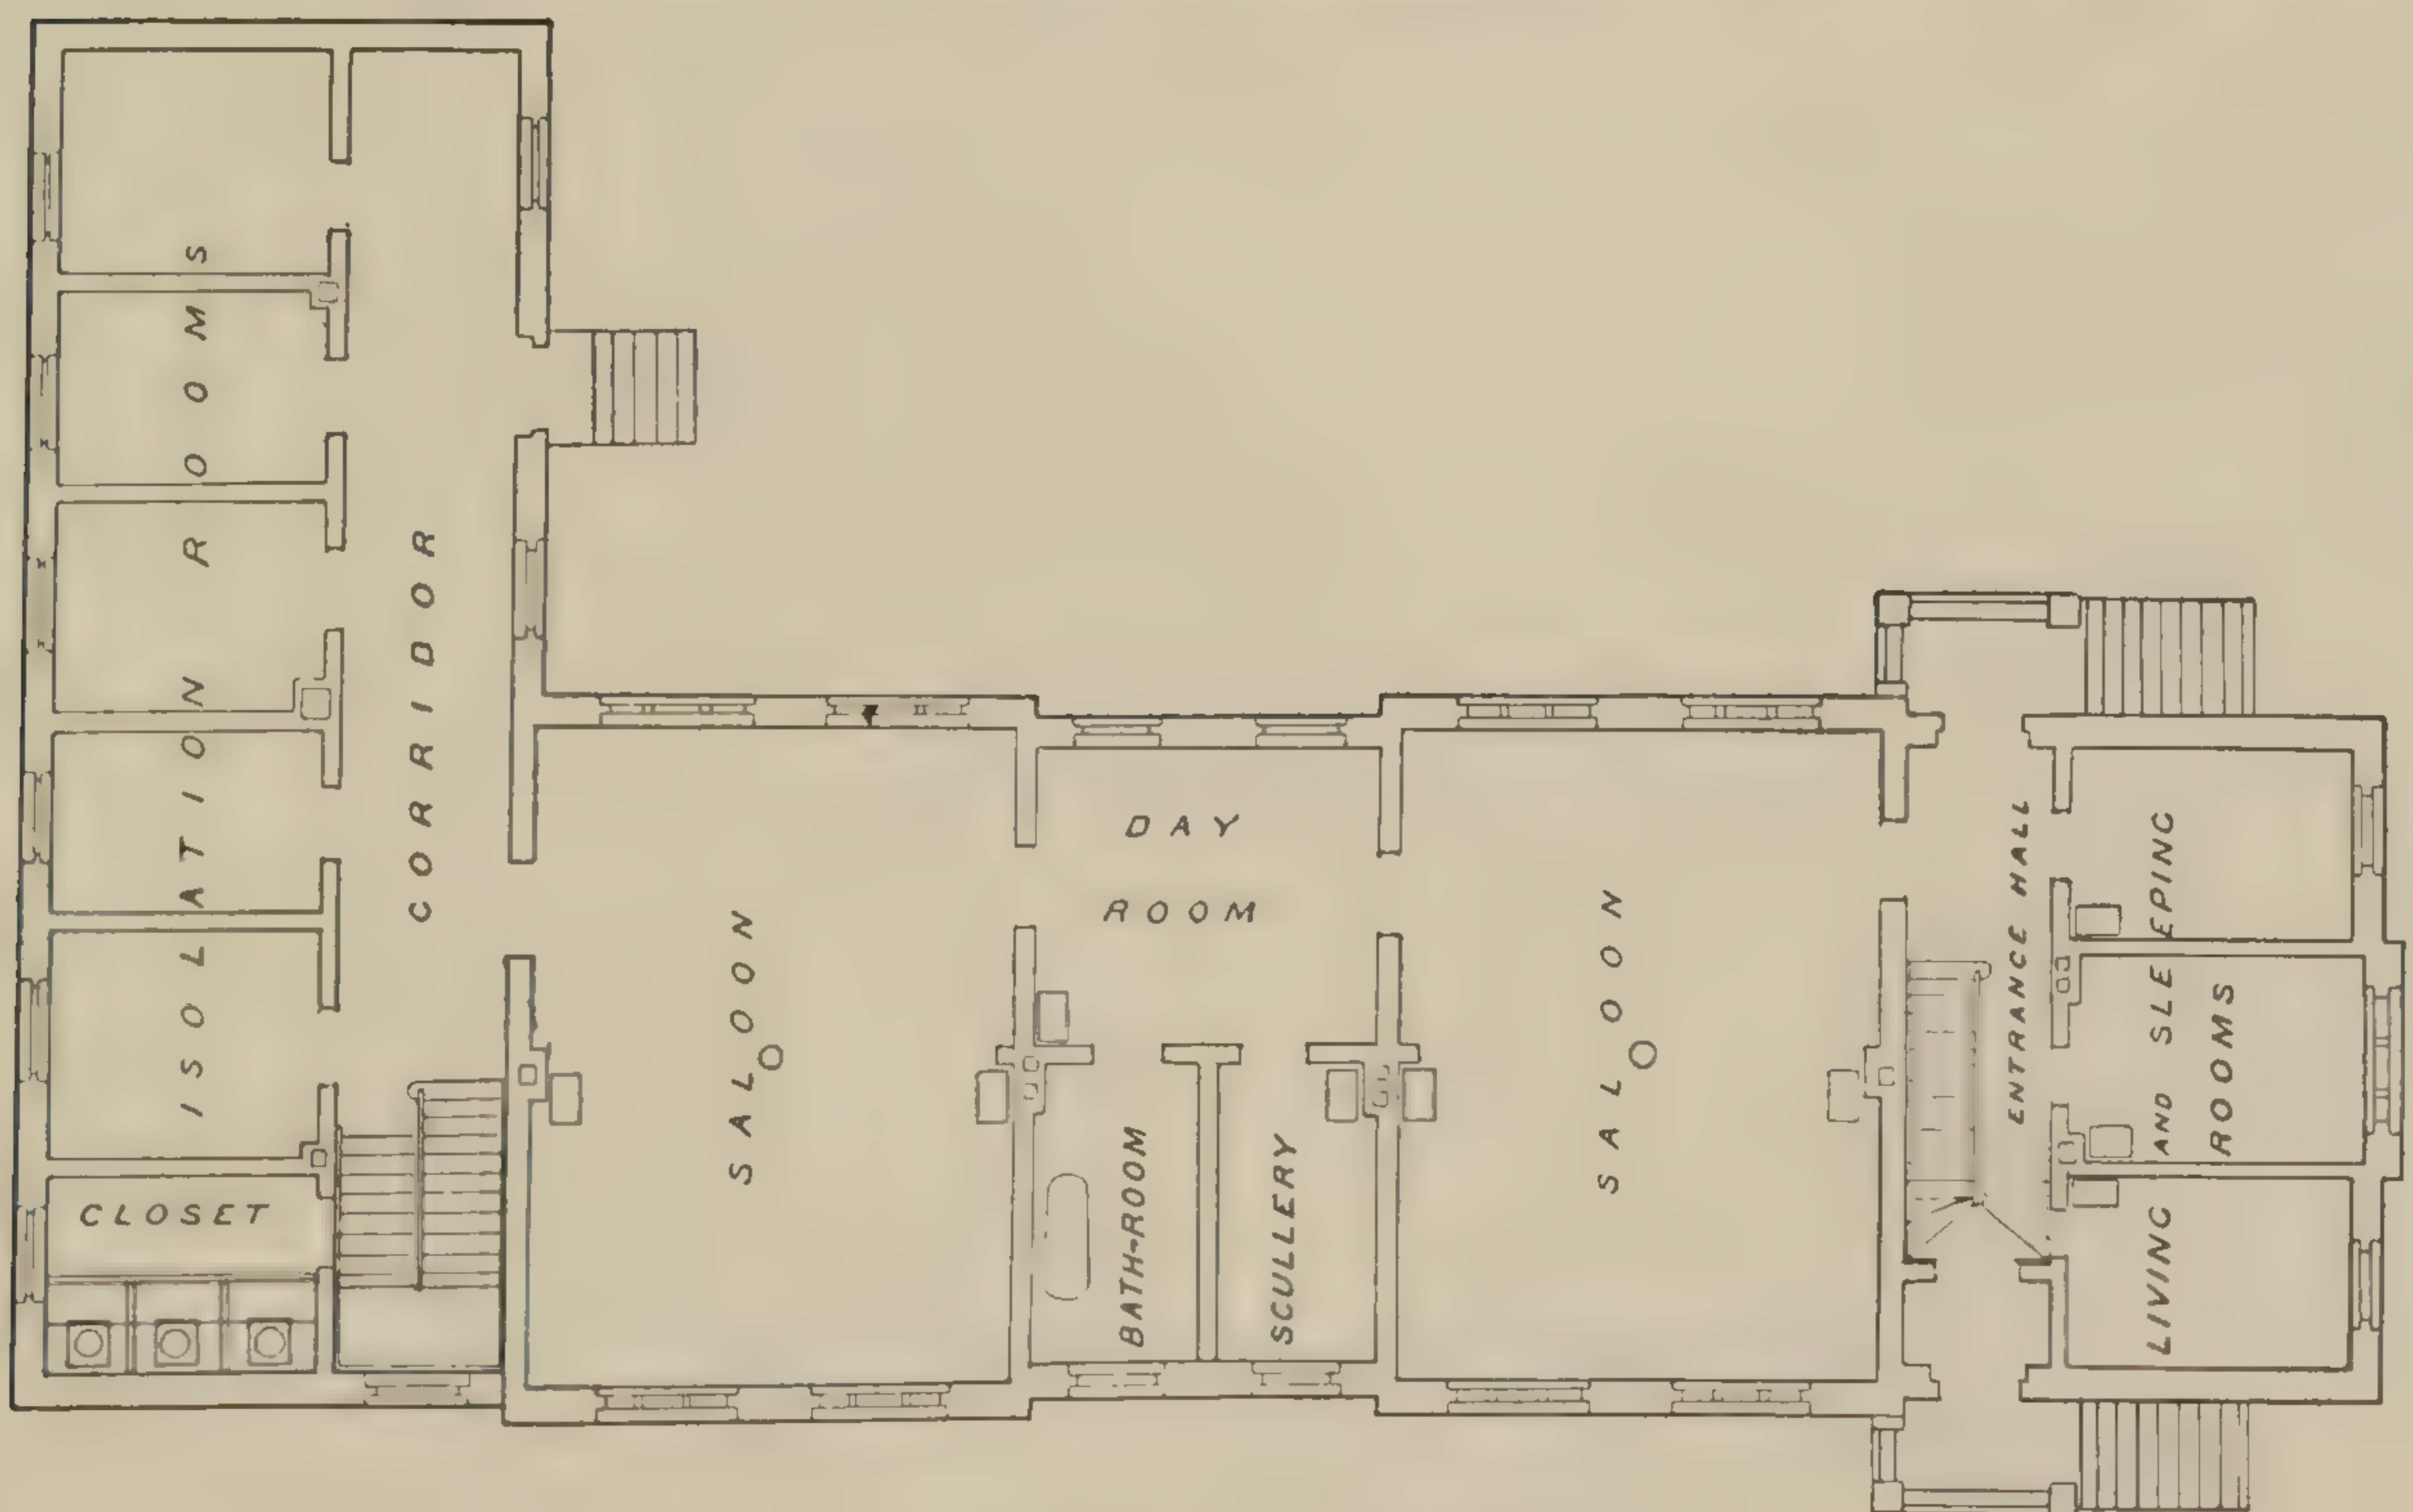 ISOLATION ROOMS
CORRIDOR
CLOSET
SALOON
DAY
ROOM
BATH-ROOM
SCULLERY
SALOON
ENTRANCE HALL
LIVING AND SLEEPING
ROOMS